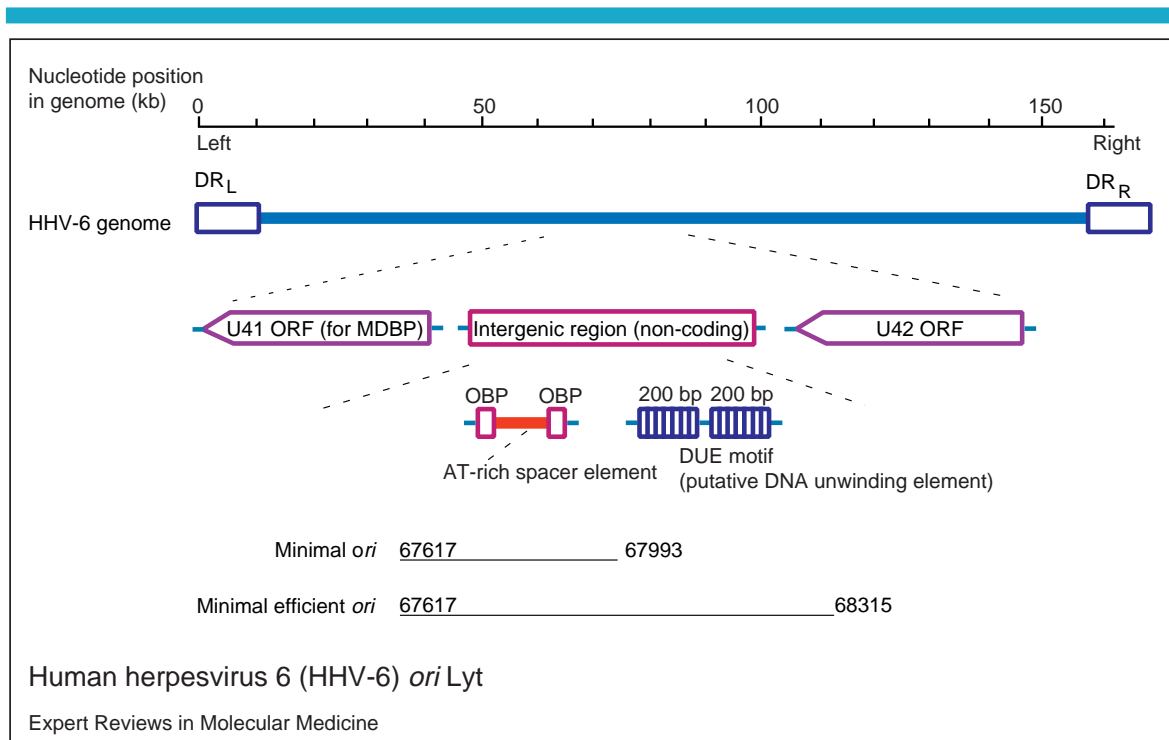 Nucleotide position
in genome (kb)
0 50 100 150
Left Right
DR L DR R
HHV-6 genome
U41 ORF (for MDBP) Intergenic region (non-coding) U42 ORF
OBP OBP 200 bp 200 bp
AT-rich spacer element
DUE motif
(putative DNA unwinding element)
Minimal ori 67617 67993
Minimal efficient ori 67617 68315
Human herpesvirus 6 (HHV-6) ori Lyt
Expert Reviews in Molecular Medicine